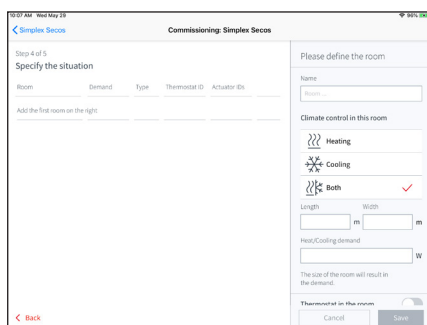 10:07 AM Wed May 29
96%
Simplex Secos
Commissioning: Simplex Secos
Step 4 of 5
Specify the situation
Room Demand Type Thermostat ID Actuator IDs
Add the first room on the right
Back
Please define the room
Name
Room ...
Climate control in this room
Heating
Cooling
Both
Length Width
m m
Heat/Cooling demand
W
The size of the room will result in
the demand.
Thermostat in the room
Cancel Save